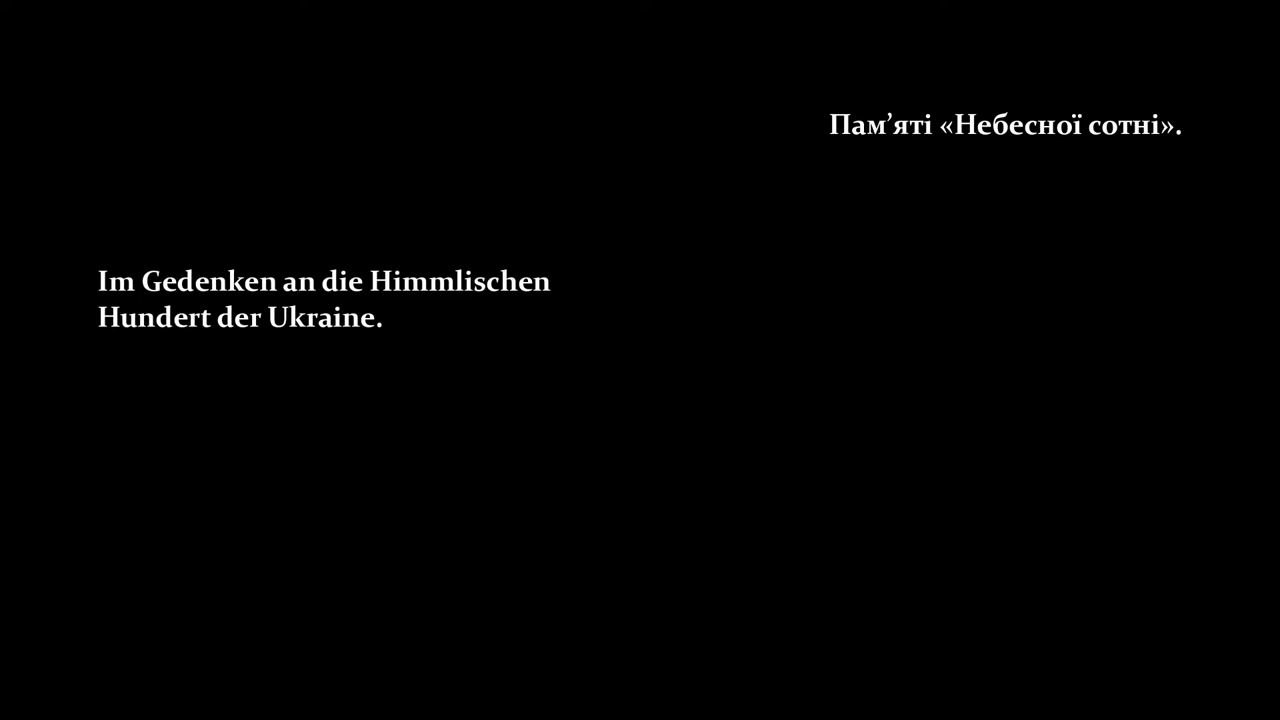 Пам’яті «Небесної сотні».
Im Gedenken an die Himmlischen
Hundert der Ukraine.